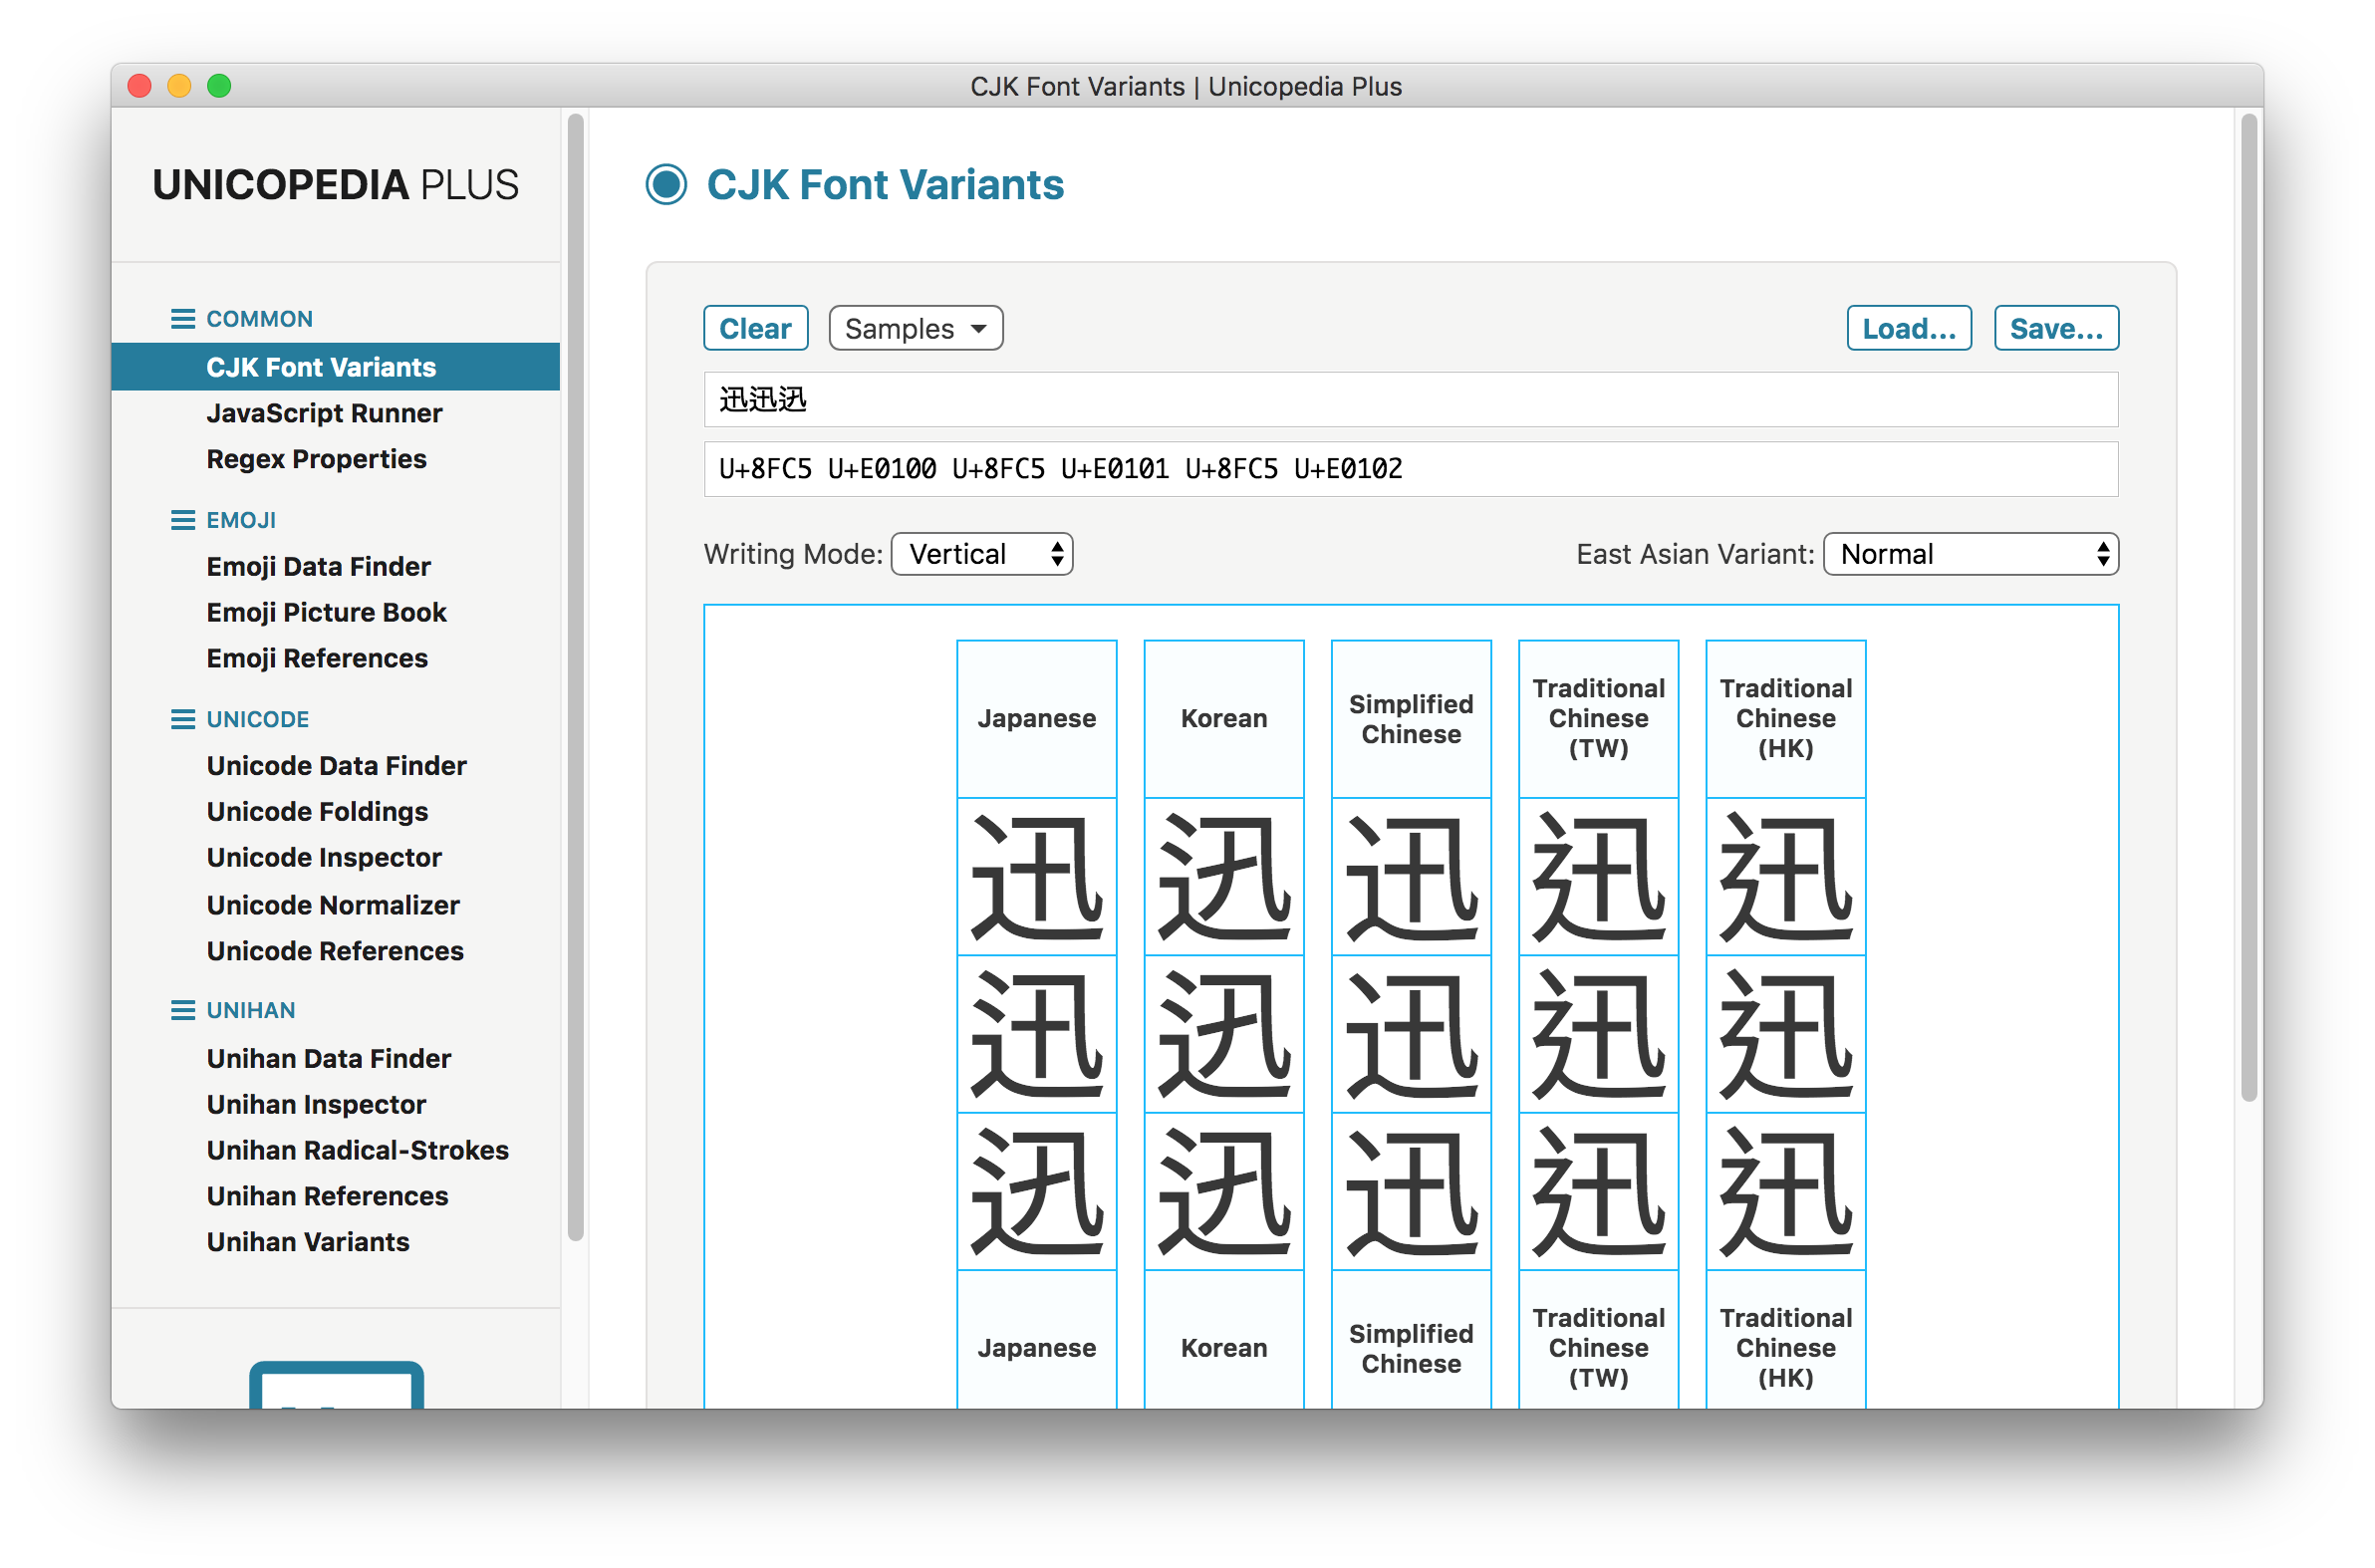 CJK Font Variants | Unicopedia Plus
UNICOPEDIA PLUS
COMMON
CJK Font Variants
JavaScript Runner
Regex Properties
EMOJI
Emoji Data Finder
Emoji Picture Book
Emoji References
UNICODE
Unicode Data Finder
Unicode Foldings
Unicode Inspector
Unicode Normalizer
Unicode References
UNIHAN
Unihan Data Finder
Unihan Inspector
Unihan Radical-Strokes
Unihan References
Unihan Variants
CJK Font Variants
Clear Samples Load... Save...
迅󠄀迅󠄁迅󠄂
U+8FC5 U+E0100 U+8FC5 U+E0101 U+8FC5 U+E0102
Writing Mode: Vertical East Asian Variant: Normal
Japanese Korean Simplified Chinese Traditional Chinese (TW) Traditional Chinese (HK)
迅󠄀 迅󠄀 迅󠄀 迅󠄀 迅󠄀
迅󠄁 迅󠄁 迅󠄁 迅󠄁 迅󠄁
迅󠄂 迅󠄂 迅󠄂 迅󠄂 迅󠄂
Japanese Korean Simplified Chinese Traditional Chinese (TW) Traditional Chinese (HK)